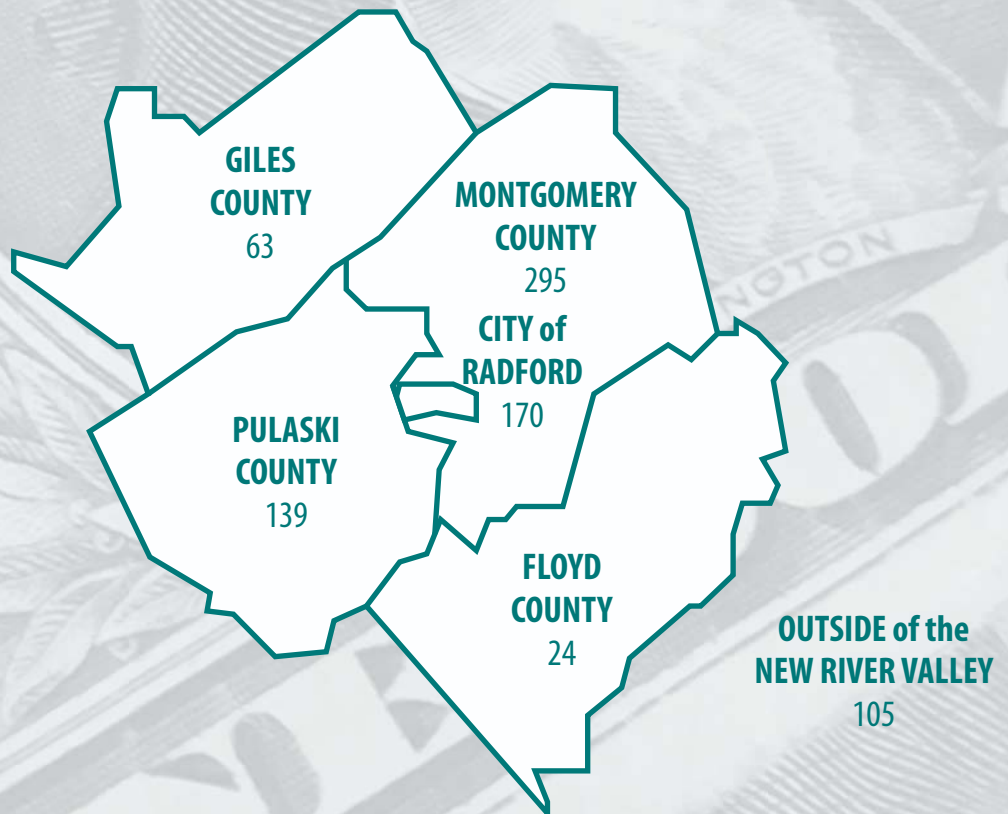 GILES
COUNTY
63
MONTGOMERY
COUNTY
295
CITY of
RADFORD
170
PULASKI
COUNTY
139
FLOYD
COUNTY
24
OUTSIDE of the
NEW RIVER VALLEY
105
NGTON